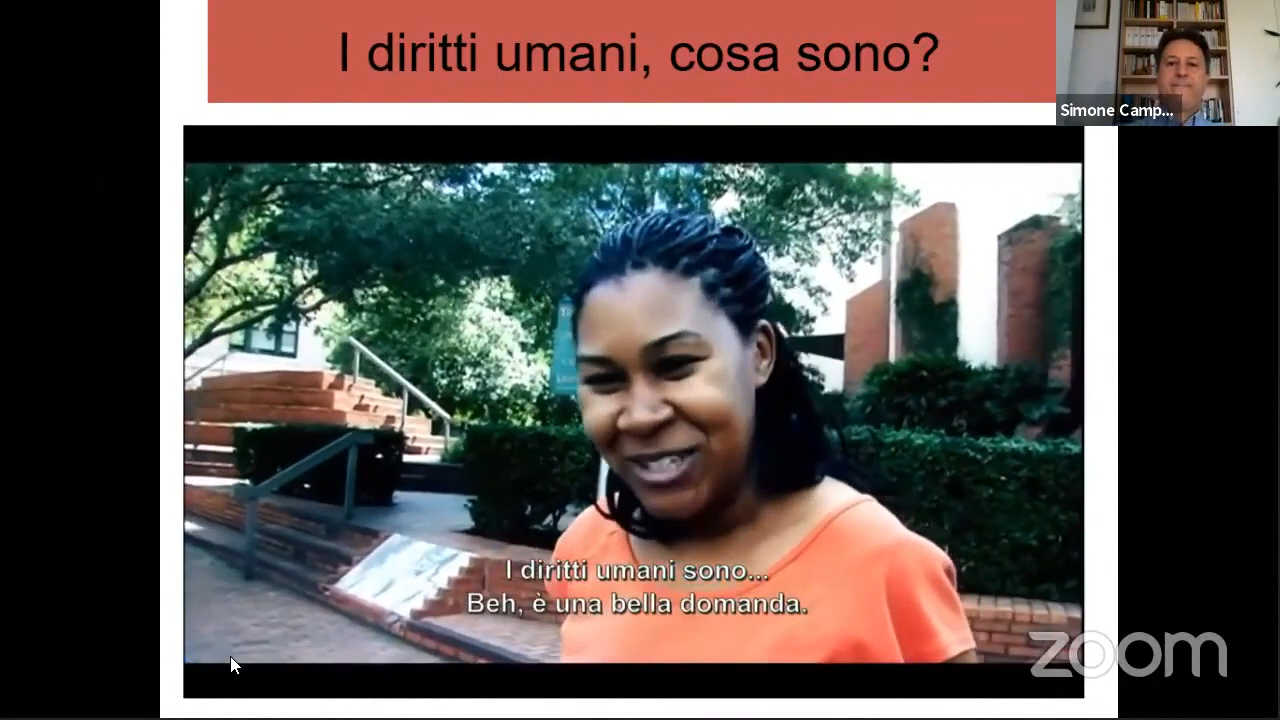 I diritti umani, cosa sono?
Simone Camp...
I diritti umani sono...
Beh, è una bella domanda.
zoom